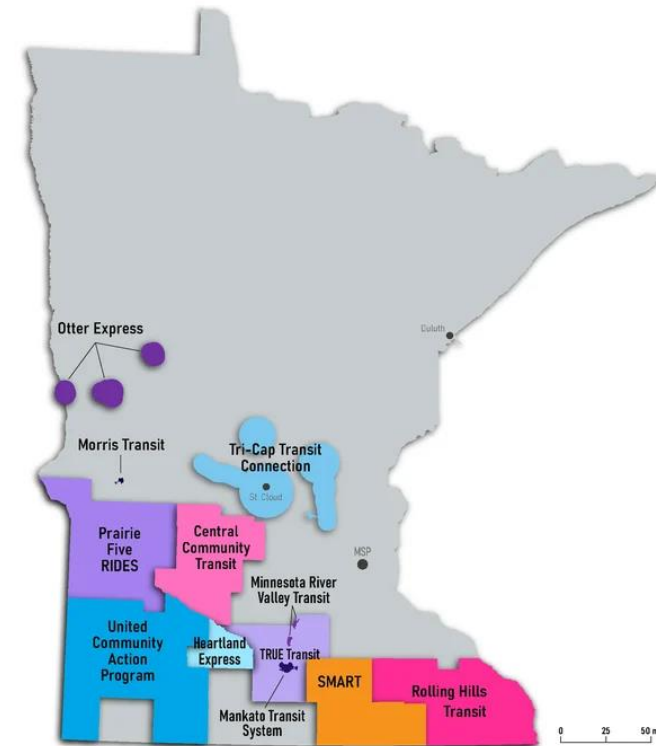 Duluth
Otter Express
Morris Transit
Tri-Cap Transit
Connection
St. Cloud
Prairie
Five
RIDES
Central
Community
Transit
MSP
Minnesota River
Valley Transit
United
Community
Action
Program
Heartland
Express
TRUE Transit
SMART
Rolling Hills
Transit
Mankato Transit
System
0 25 50